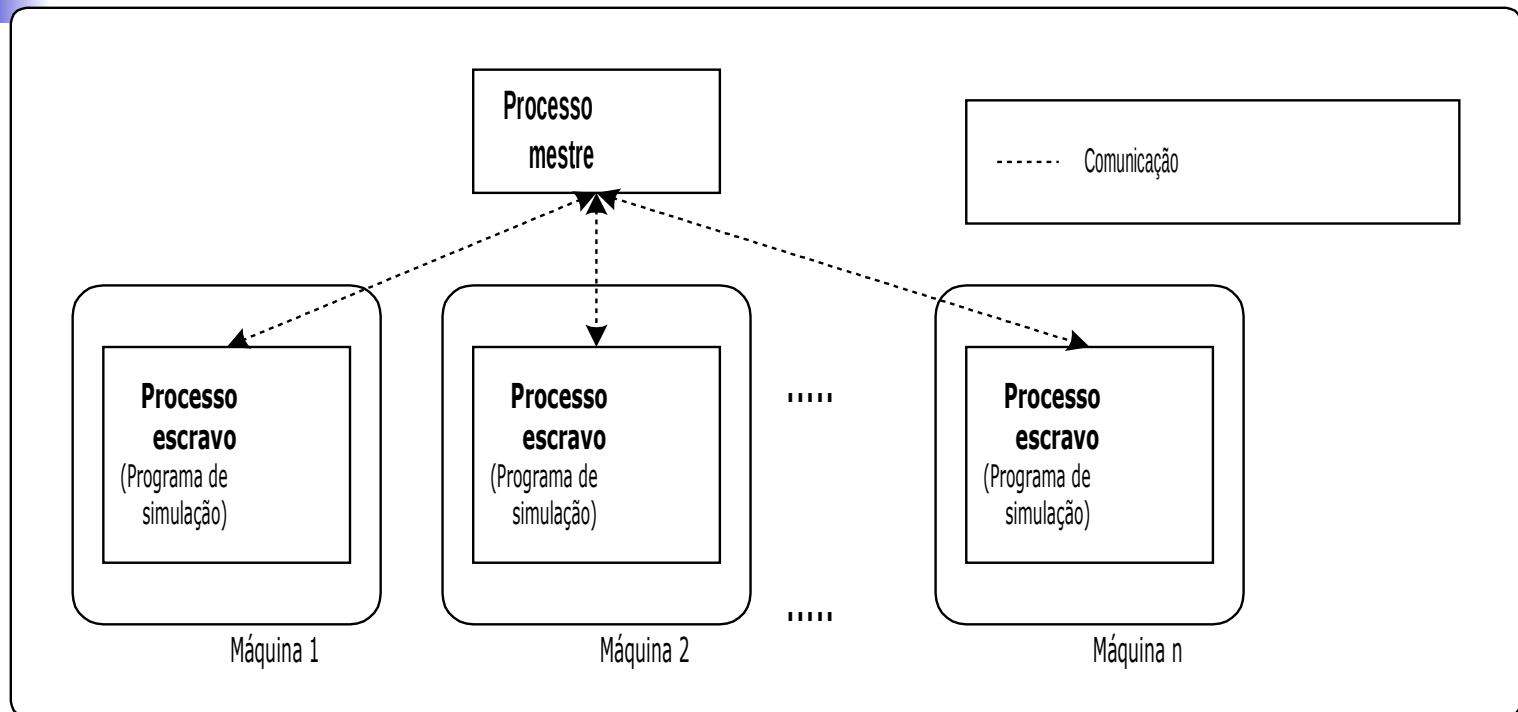 Processo
mestre
Comunicação
Processo
escravo
(Programa de
simulação)
Processo
escravo
(Programa de
simulação)
.....
Processo
escravo
(Programa de
simulação)
.....
Máquina 1
Máquina 2
Máquina n